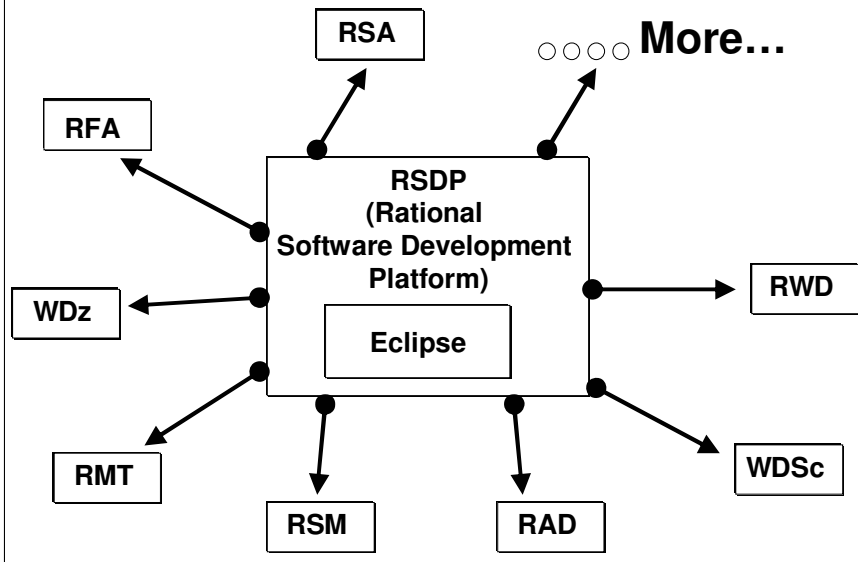 RSA
○○○○ More...
RFA
RSDP
(Rational
Software Development
Platform)
Eclipse
RWD
WDz
RMT
WDSc
RSM
RAD